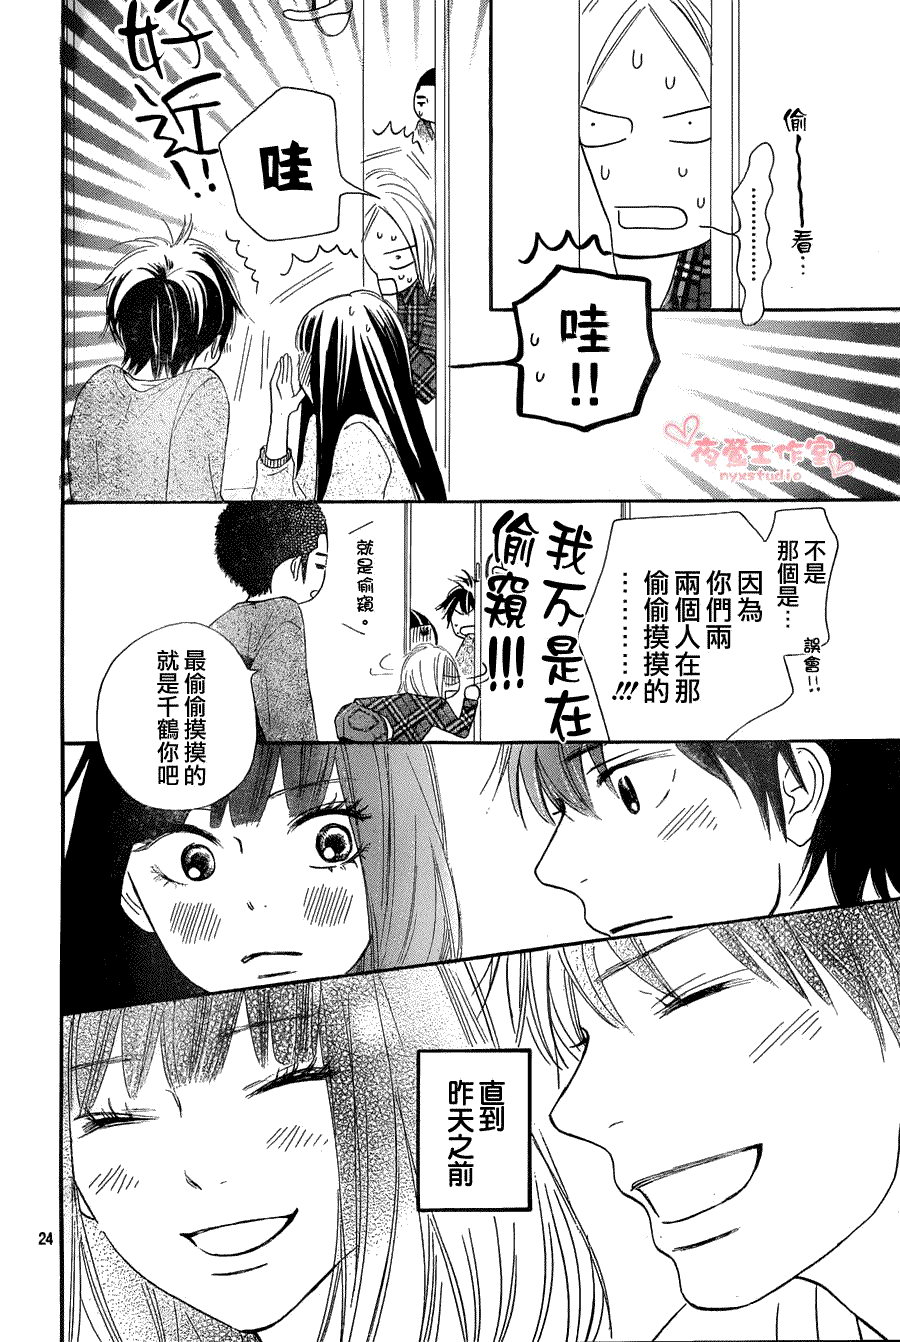 偷──看…
……………
哇!!
哇
好近!!
夜螢工作室
nyxstudio
不是
那個是…
誤會!!
因為
你們兩
兩個人在那
偷偷摸摸的
………!!!
我不是在
偷窺!!!
就是偷窺。
最偷偷摸摸的
就是千鶴你吧
直到
昨天之前
24